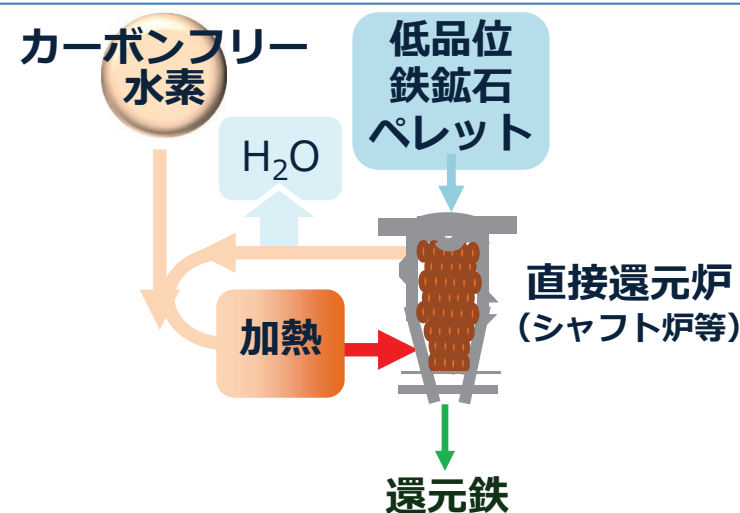 カーボンフリー
水素
低品位
鉄鉱石
ペレット
H₂O
加熱
直接還元炉
（シャフト炉等）
還元鉄